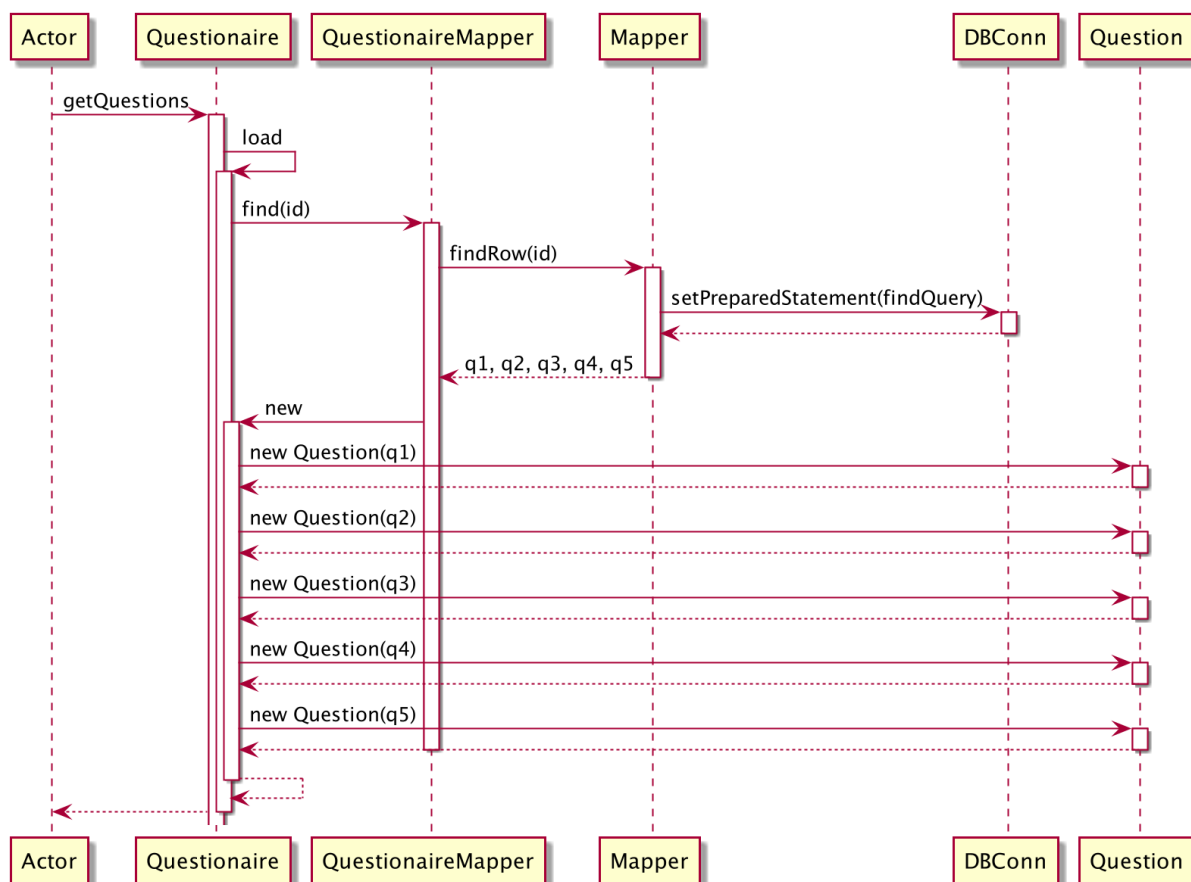 Actor Questionaire QuestionaireMapper Mapper DBConn Question
getQuestions
load
find(id)
findRow(id)
setPreparedStatement(findQuery)
q1, q2, q3, q4, q5
new
new Question(q1)
new Question(q2)
new Question(q3)
new Question(q4)
new Question(q5)
Actor Questionaire QuestionaireMapper Mapper DBConn Question